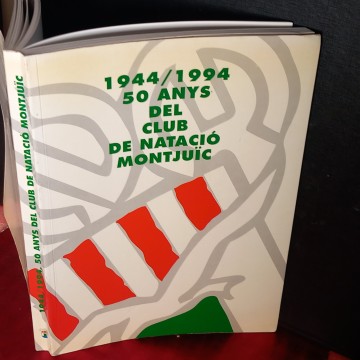 1944/1994
50 ANYS
DEL
CLUB
DE NATACIÓ
MONTJUÏC
1944/1994. 50 ANYS DEL CLUB DE NATACIÓ MONTJUÏC